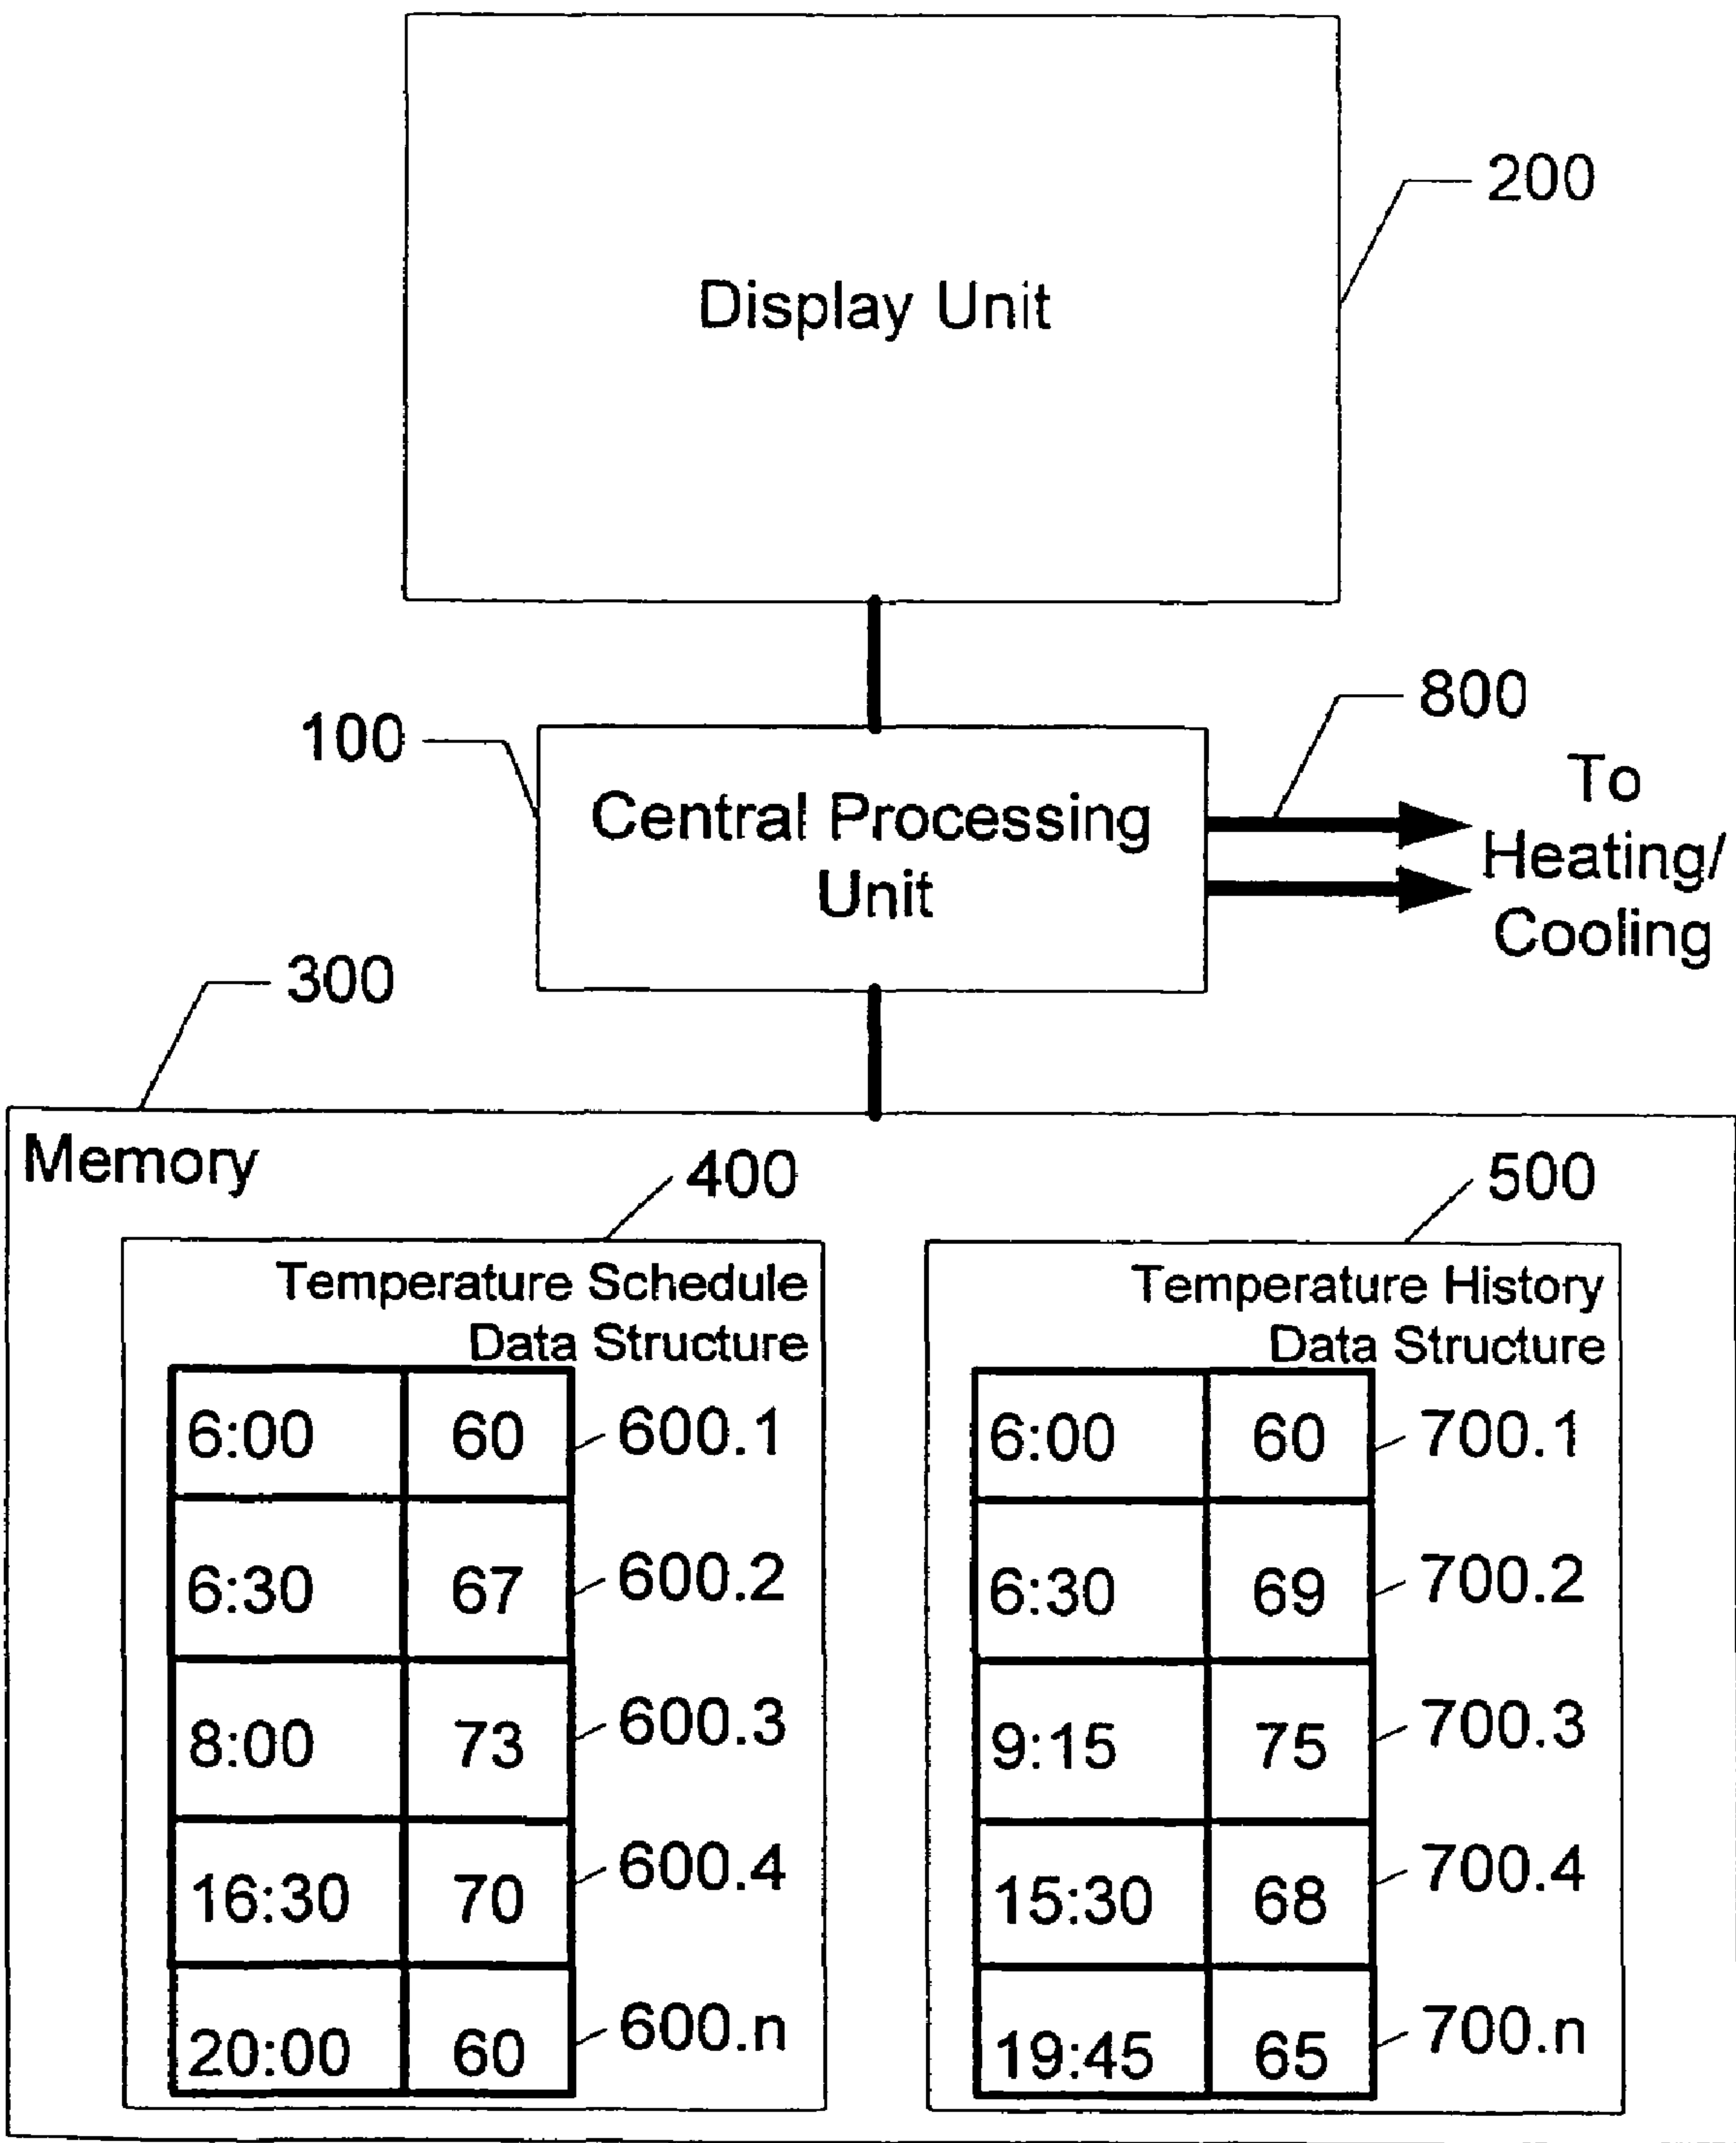 200
Display Unit
800
100
To
Central Processing
Heating/
Unit
Cooling
300
Memory
400
500
Temperature Schedule
Data Structure
6:00 60 600.1
6:30 67 600.2
8:00 73 600.3
16:30 70 600.4
20:00 60 600.n
Temperature History
Data Structure
6:00 60 700.1
6:30 69 700.2
9:15 75 700.3
15:30 68 700.4
19:45 65 700.n